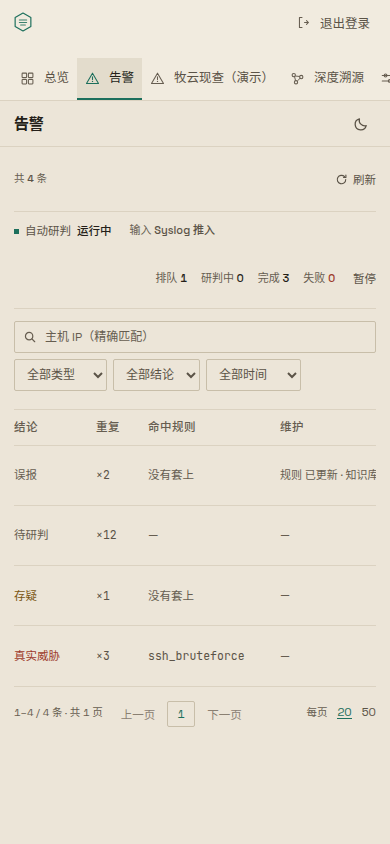 退出登录
总览 告警 牧云现查（演示） 深度溯源
告警
共 4 条 刷新
自动研判 运行中 输入 Syslog 推入
排队 1 研判中 0 完成 3 失败 0 暂停
主机 IP（精确匹配）
全部类型 全部结论 全部时间
结论 重复 命中规则 维护
误报 ×2 没有套上 规则 已更新 · 知识库
待研判 ×12 — —
存疑 ×1 没有套上 —
真实威胁 ×3 ssh_bruteforce —
1–4 / 4 条 · 共 1 页 上一页 1 下一页 每页 20 50